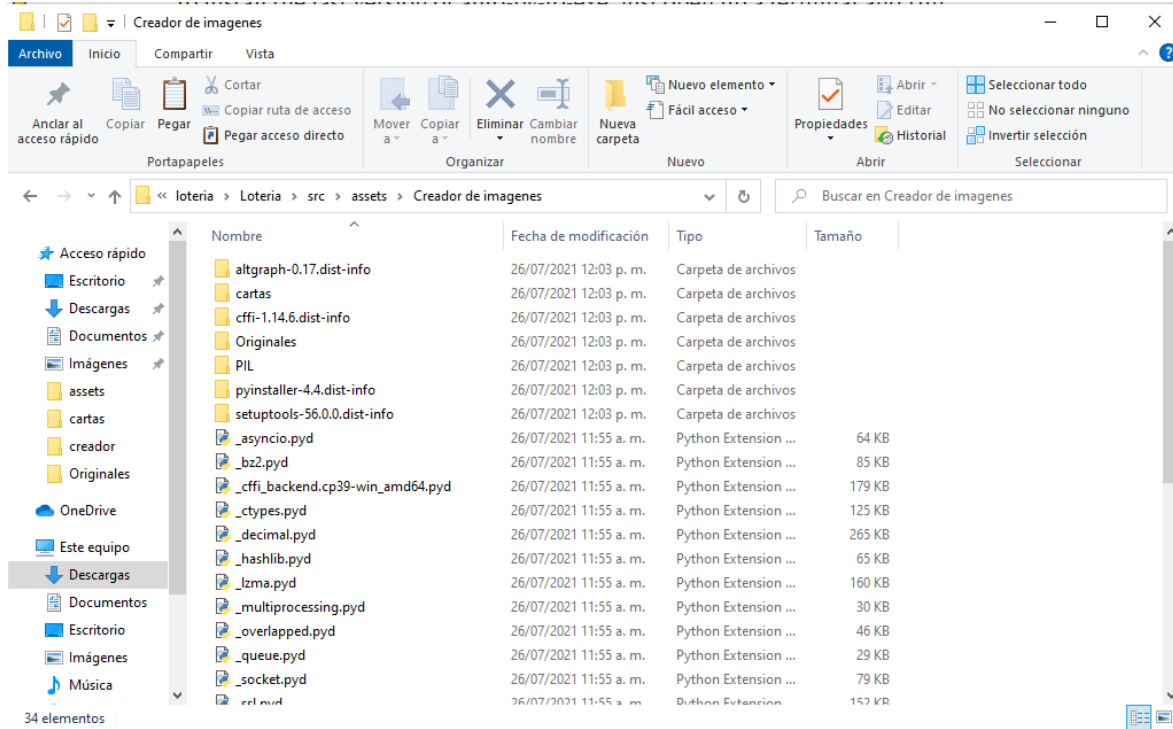 Creador de imagenes
Archivo Inicio Compartir Vista
Anclar al acceso rápido
Copiar
Pegar
Cortar
Copiar ruta de acceso
Pegar acceso directo
Portapapeles
Mover a
Copiar a
Eliminar
Cambiar nombre
Organizar
Nueva carpeta
Nuevo elemento
Fácil acceso
Nuevo
Propiedades
Abrir
Editar
Historial
Abrir
Seleccionar todo
No seleccionar ninguno
Invertir selección
Seleccionar
« loteria > Loteria > src > assets > Creador de imagenes
Buscar en Creador de imagenes
Acceso rápido
Escritorio
Descargas
Documentos
Imágenes
assets
cartas
creador
Originales
OneDrive
Este equipo
Descargas
Documentos
Escritorio
Imágenes
Música
Nombre Fecha de modificación Tipo Tamaño
altgraph-0.17.dist-info 26/07/2021 12:03 p. m. Carpeta de archivos
cartas 26/07/2021 12:03 p. m. Carpeta de archivos
cffi-1.14.6.dist-info 26/07/2021 12:03 p. m. Carpeta de archivos
Originales 26/07/2021 12:03 p. m. Carpeta de archivos
PIL 26/07/2021 12:03 p. m. Carpeta de archivos
pyinstaller-4.4.dist-info 26/07/2021 12:03 p. m. Carpeta de archivos
setuptools-56.0.0.dist-info 26/07/2021 12:03 p. m. Carpeta de archivos
_asyncio.pyd 26/07/2021 11:55 a. m. Python Extension ... 64 KB
_bz2.pyd 26/07/2021 11:55 a. m. Python Extension ... 85 KB
_cffi_backend.cp39-win_amd64.pyd 26/07/2021 11:55 a. m. Python Extension ... 179 KB
_ctypes.pyd 26/07/2021 11:55 a. m. Python Extension ... 125 KB
_decimal.pyd 26/07/2021 11:55 a. m. Python Extension ... 265 KB
_hashlib.pyd 26/07/2021 11:55 a. m. Python Extension ... 65 KB
_lzma.pyd 26/07/2021 11:55 a. m. Python Extension ... 160 KB
_multiprocessing.pyd 26/07/2021 11:55 a. m. Python Extension ... 30 KB
_overlapped.pyd 26/07/2021 11:55 a. m. Python Extension ... 46 KB
_queue.pyd 26/07/2021 11:55 a. m. Python Extension ... 29 KB
_socket.pyd 26/07/2021 11:55 a. m. Python Extension ... 79 KB
_ssl.pyd 26/07/2021 11:55 a. m. Python Extension 152 KB
34 elementos